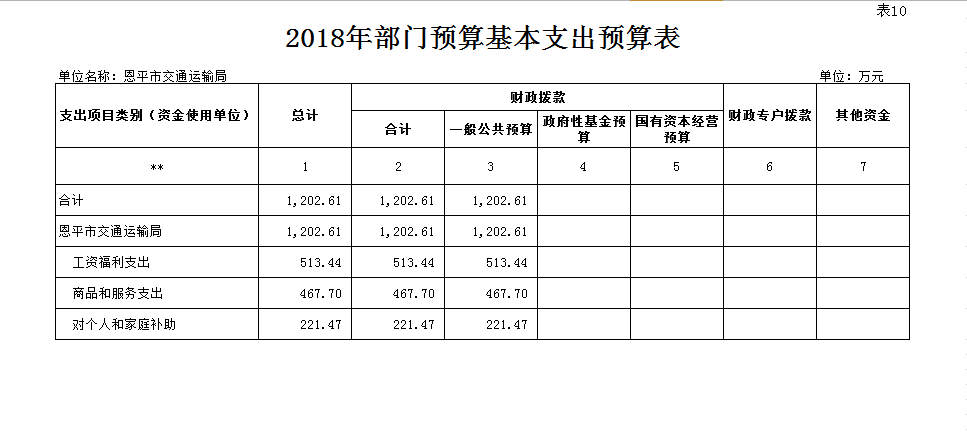 表10
2018年部门预算基本支出预算表
单位名称：恩平市交通运输局 单位：万元
支出项目类别（资金使用单位） 总计 财政拨款 财政专户拨款 其他资金
合计 一般公共预算 政府性基金预算 国有资本经营预算
** 1 2 3 4 5 6 7
合计 1,202.61 1,202.61 1,202.61
恩平市交通运输局 1,202.61 1,202.61 1,202.61
工资福利支出 513.44 513.44 513.44
商品和服务支出 467.70 467.70 467.70
对个人和家庭补助 221.47 221.47 221.47